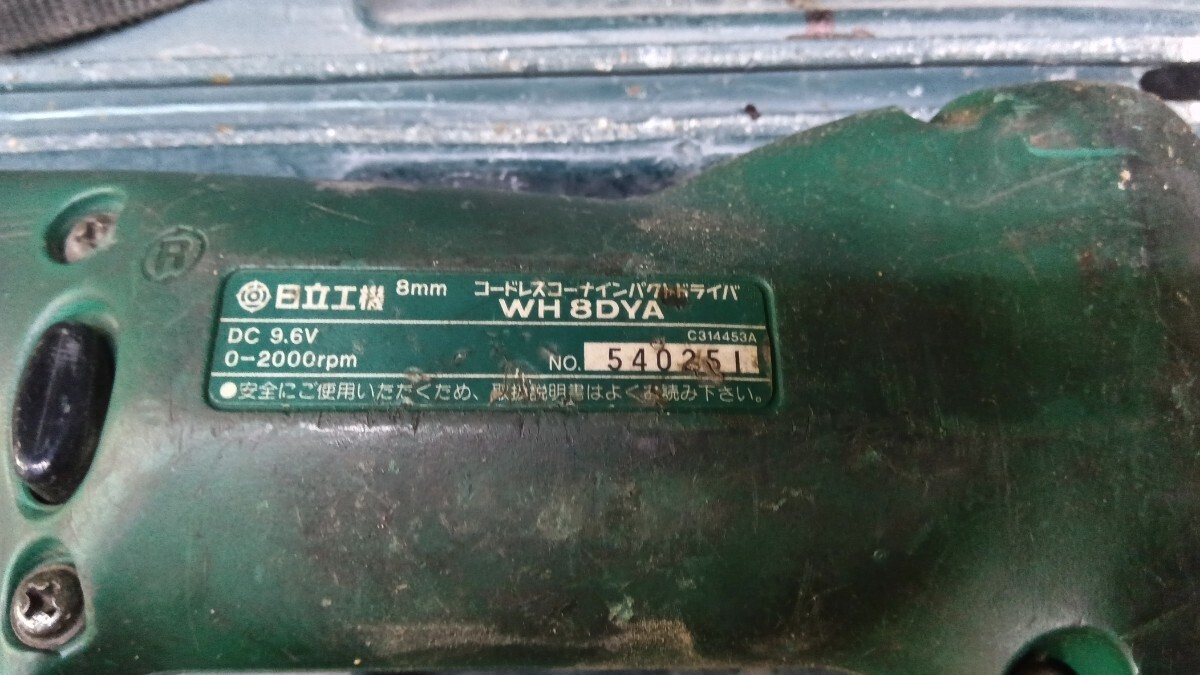 日立工機 8mm コードレスコーナインパクトドライバ
WH8DYA
DC 9.6V
C314453A
0-2000rpm
NO. 540251
●安全にご使用いただくため、取扱説明書はよくお読み下さい。
R